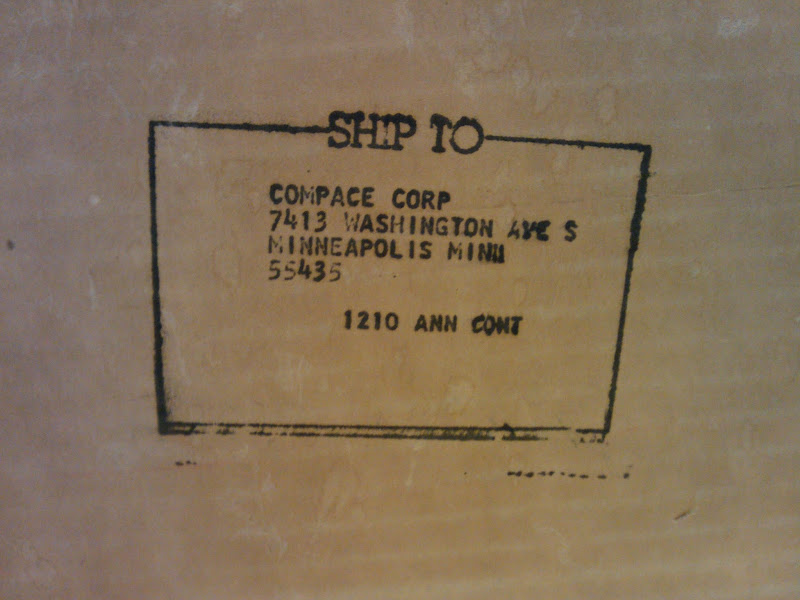 SHIP TO
COMPACE CORP
7413 WASHINGTON AVE S
MINNEAPOLIS MINN
55435
1210 ANN CONT